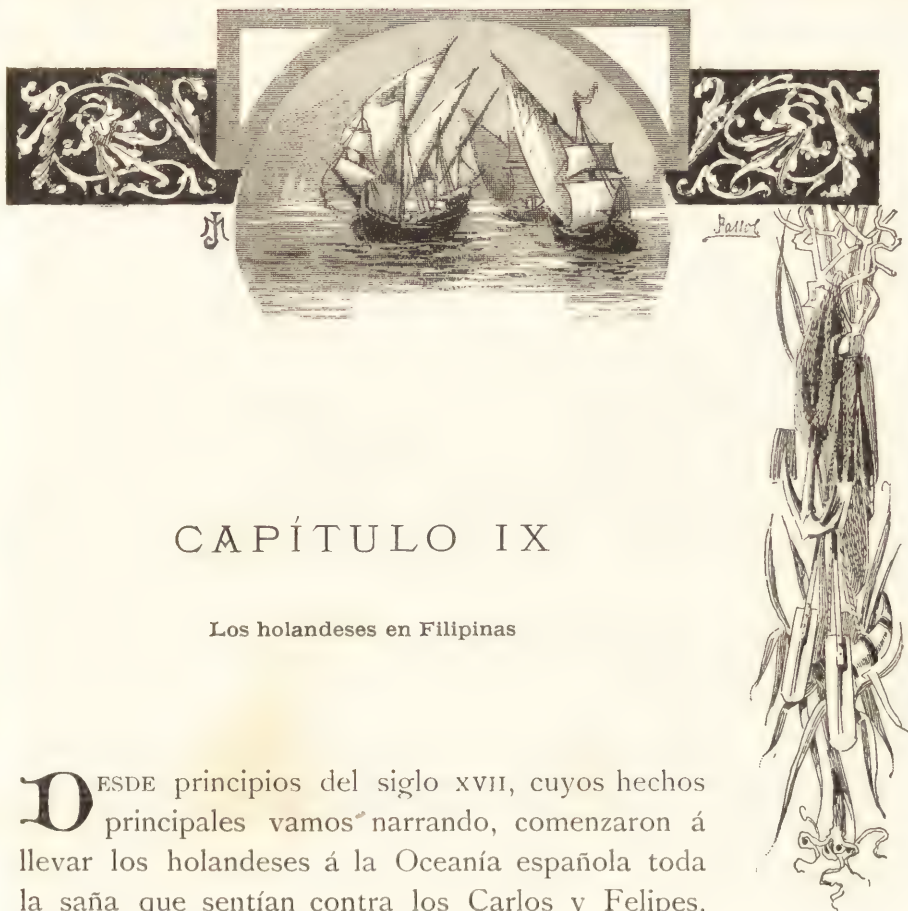 Pallol
CAPÍTULO IX
Los holandeses en Filipinas
DESDE principios del siglo XVII, cuyos hechos
principales vamos narrando, comenzaron á
llevar los holandeses á la Oceanía española toda
la saña que sentían contra los Carlos y Felipes,